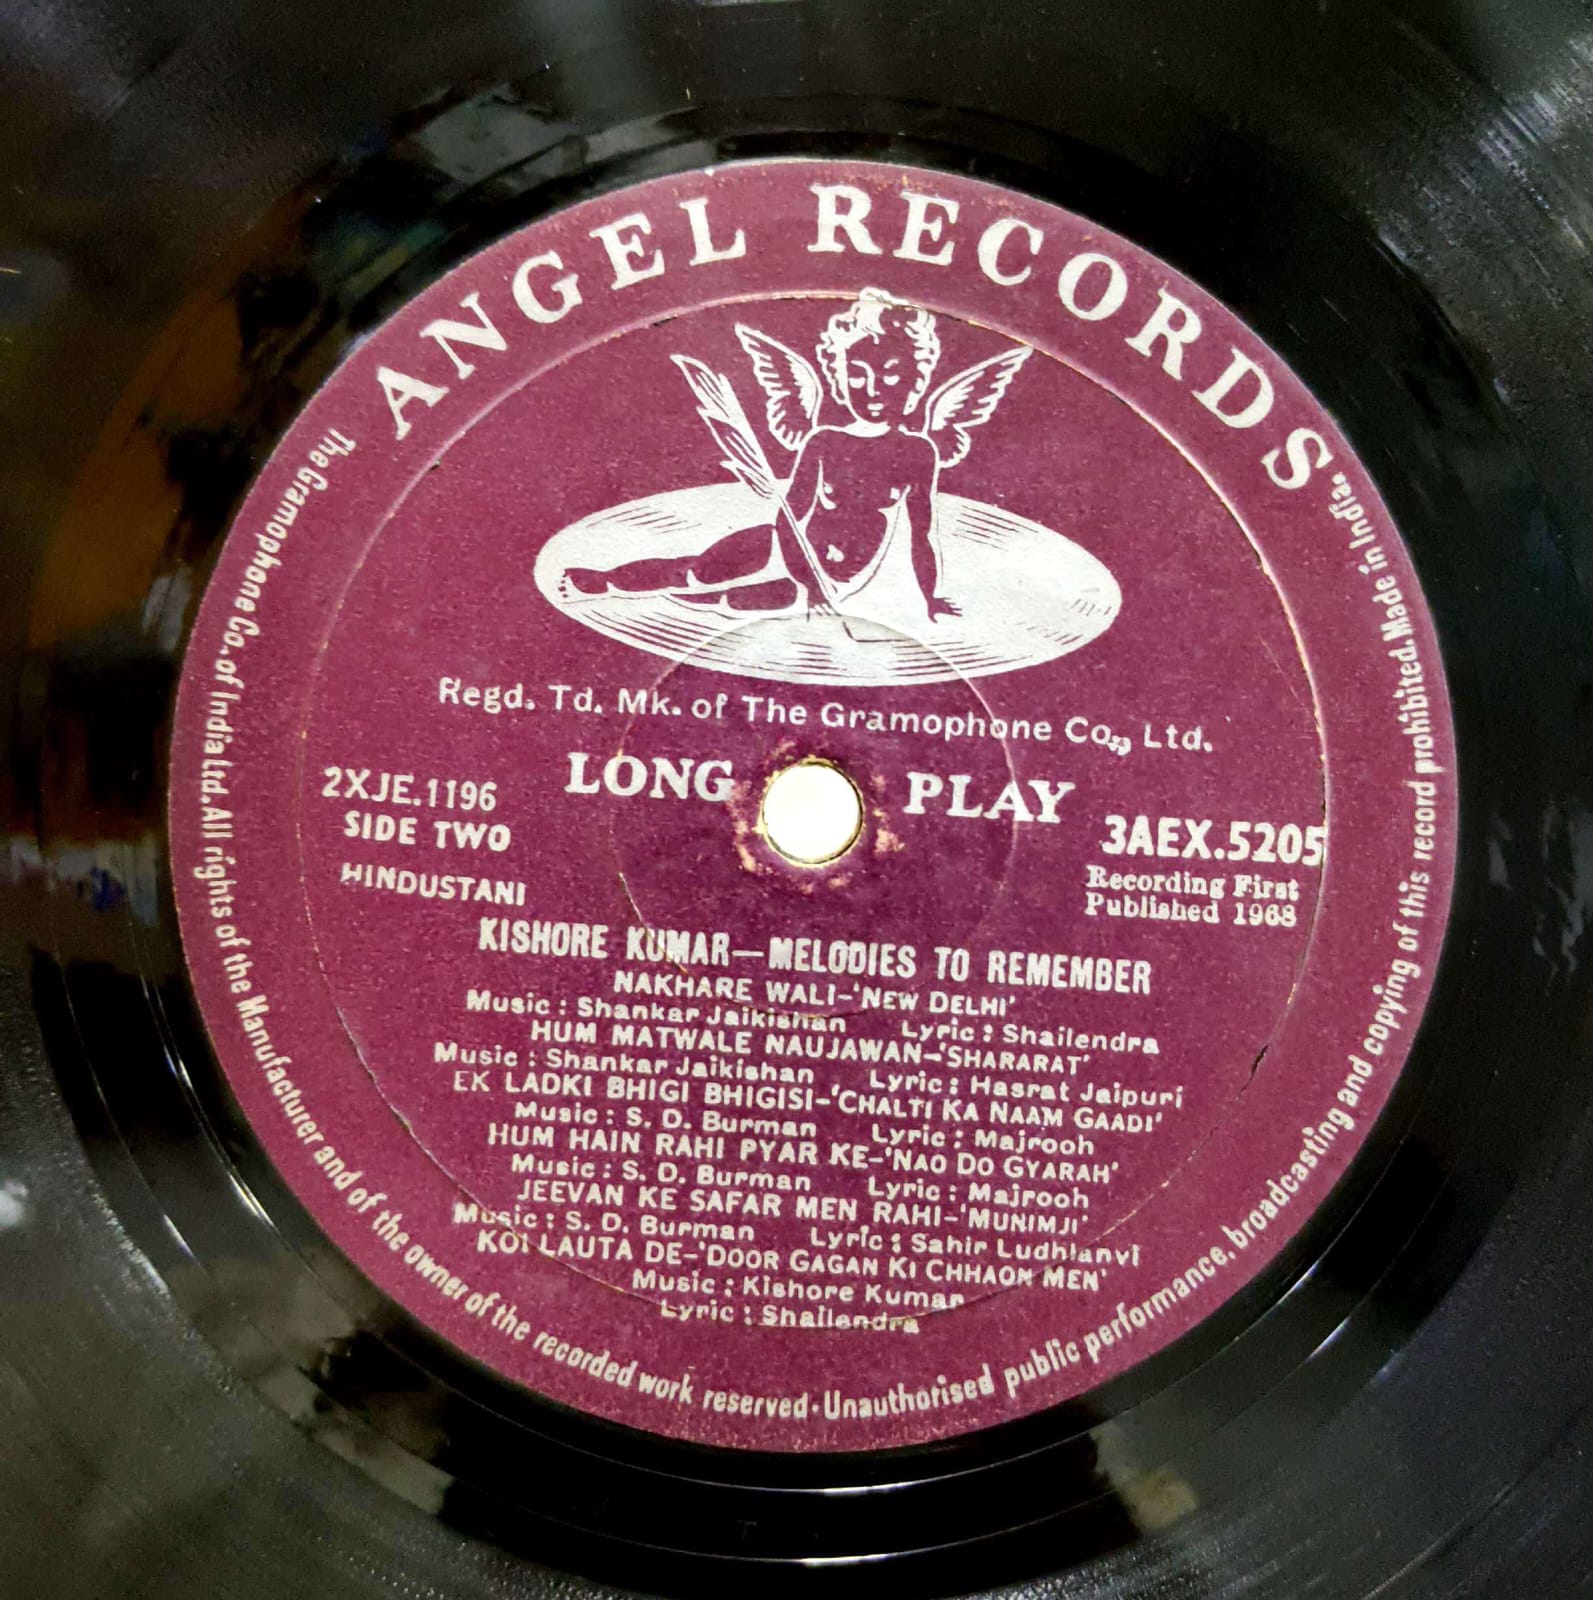 ANGEL RECORDS
Regd. Td. Mk. of The Gramophone Co., Ltd.
LONG PLAY
2XJE.1196
SIDE TWO
HINDUSTANI
3AEX.5205
Recording First
Published 1968
KISHORE KUMAR—MELODIES TO REMEMBER
NAKHARE WALI-'NEW DELHI'
Music : Shankar Jaikishan Lyric : Shailendra
HUM MATWALE NAUJAWAN-'SHARARAT'
Music : Shankar Jaikishan Lyric : Hasrat Jaipuri
EK LADKI BHIGI BHIGISI-'CHALTI KA NAAM GAADI'
Music : S. D. Burman Lyric : Majrooh
HUM HAIN RAHI PYAR KE-'NAO DO GYARAH'
Music : S. D. Burman Lyric : Majrooh
JEEVAN KE SAFAR MEN RAHI-'MUNIMJI'
Music : S. D. Burman Lyric : Sahir Ludhianvi
KOI LAUTA DE-'DOOR GAGAN KI CHHAON MEN'
Music : Kishore Kumar
Lyric : Shailendra
The Gramophone Co. of India Ltd. All rights of the Manufacturer and of the owner of the recorded work reserved. Unauthorised public performance, broadcasting and copying of this record prohibited. Made in India.